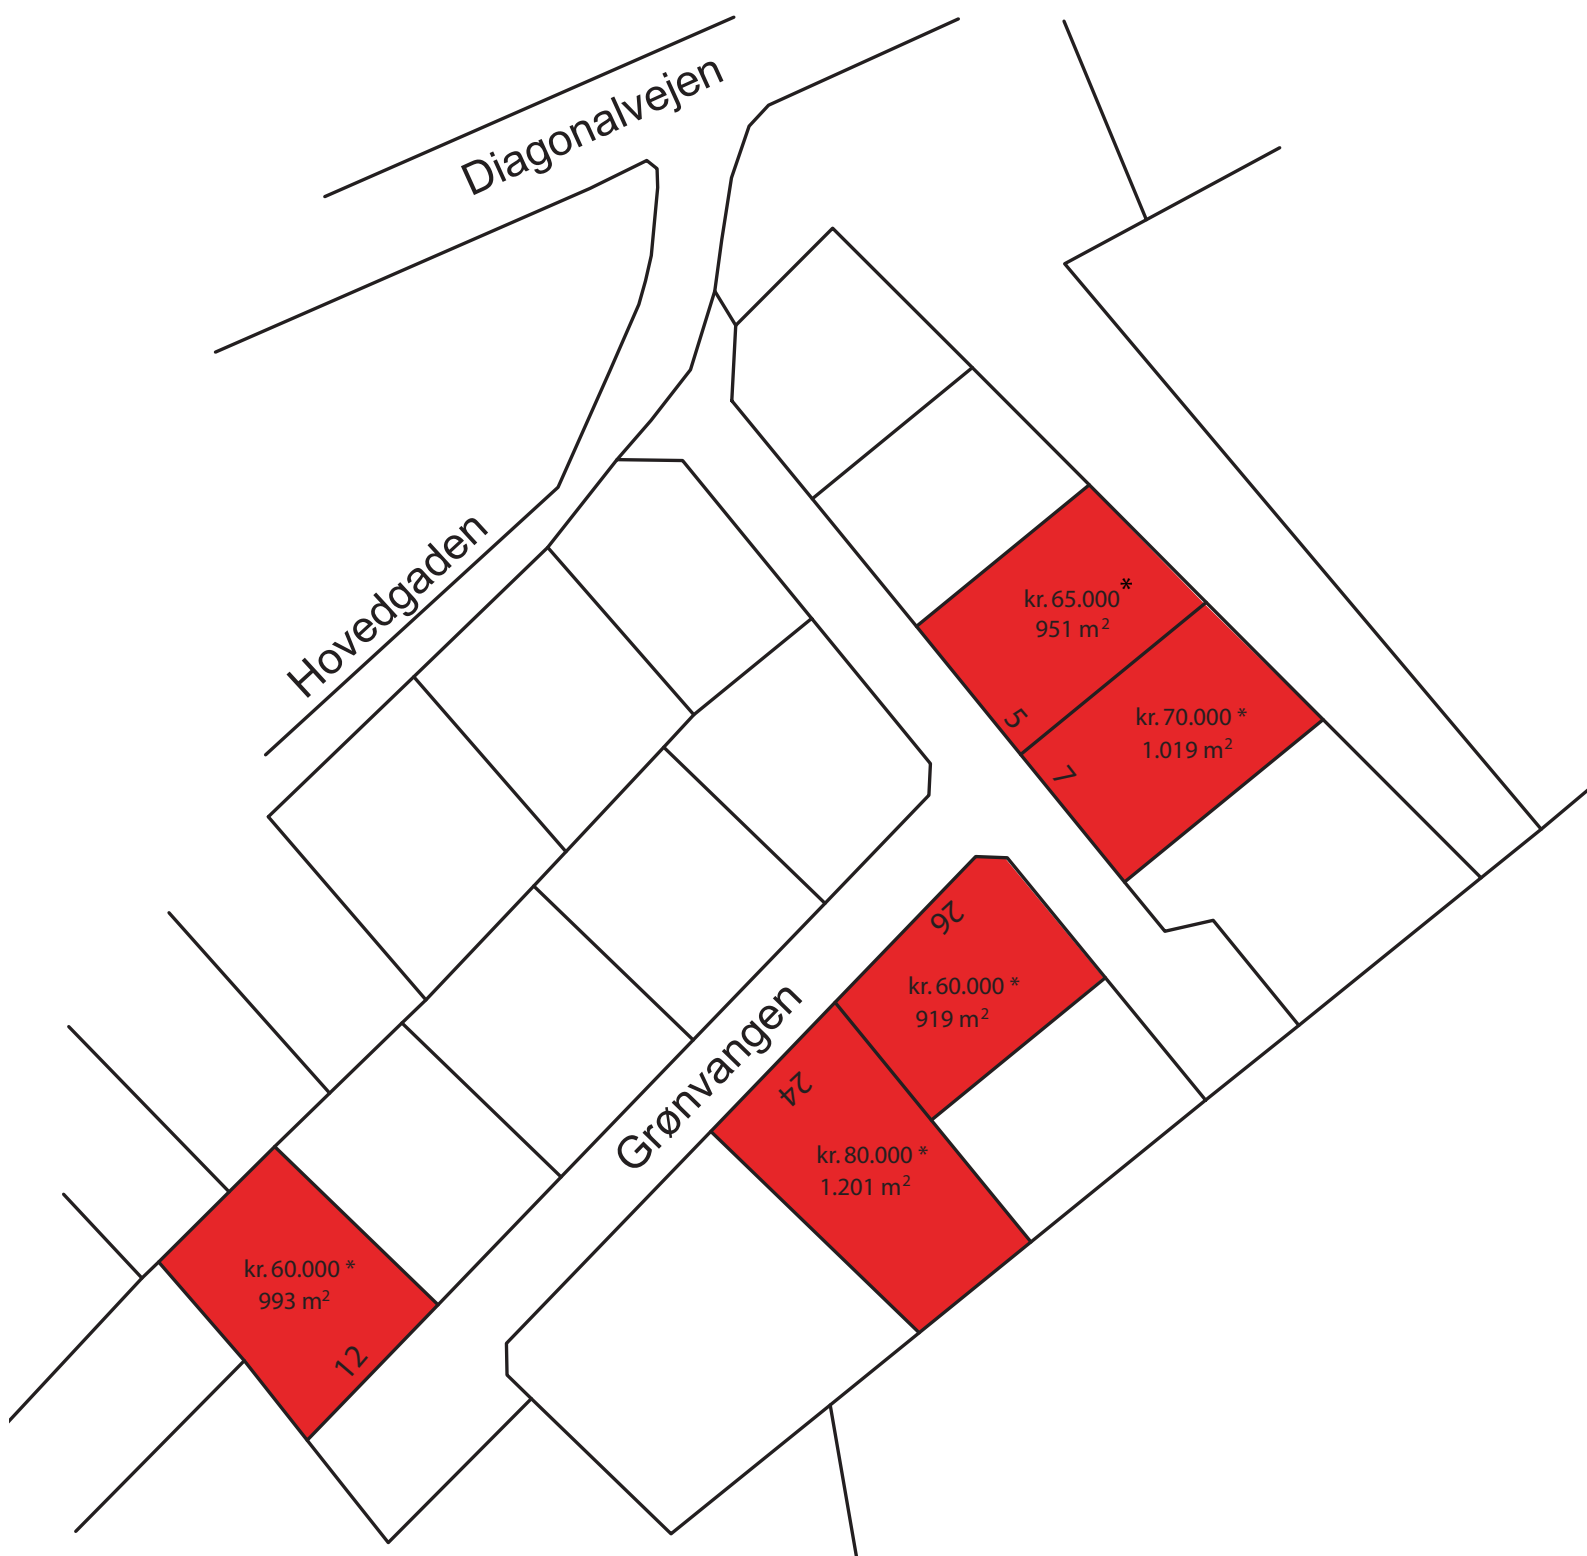 Diagonalvejen
Hovedgaden
kr. 65.000*
951 m²
5
kr. 70.000 *
1.019 m²
7
26
kr. 60.000 *
919 m²
Grønvangen
24
kr. 80.000 *
1.201 m²
kr. 60.000 *
993 m²
12